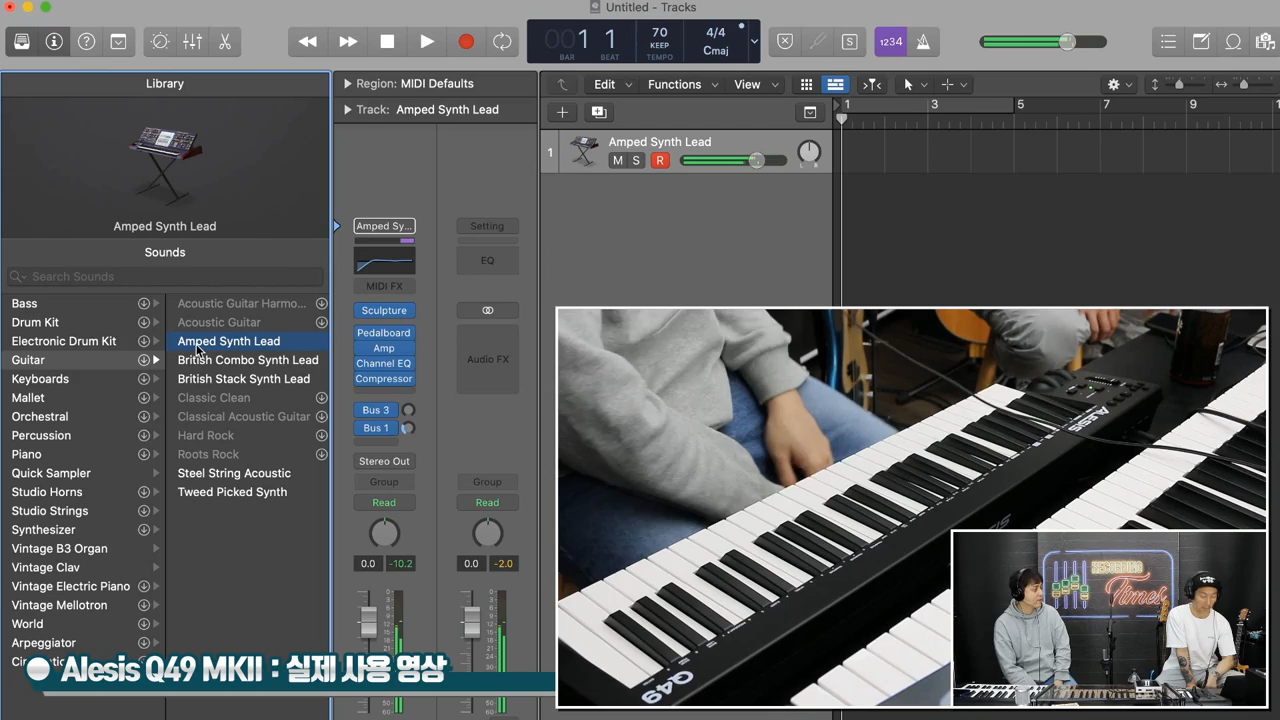 Untitled - Tracks
001 1
BAR BEAT
70
KEEP
TEMPO
4/4
Cmaj
1234
Library
Amped Synth Lead
Sounds
Search Sounds
Bass
Drum Kit
Electronic Drum Kit
Guitar
Keyboards
Mallet
Orchestral
Percussion
Piano
Quick Sampler
Studio Horns
Studio Strings
Synthesizer
Vintage B3 Organ
Vintage Clav
Vintage Electric Piano
Vintage Mellotron
World
Arpeggiator
Acoustic Guitar Harmo...
Acoustic Guitar
Amped Synth Lead
British Combo Synth Lead
British Stack Synth Lead
Classic Clean
Classical Acoustic Guitar
Hard Rock
Roots Rock
Steel String Acoustic
Tweed Picked Synth
Region: MIDI Defaults
Track: Amped Synth Lead
Amped Sy...
MIDI FX
Sculpture
Pedalboard
Amp
Channel EQ
Compressor
Bus 3
Bus 1
Stereo Out
Group
Read
0.0 -10.2
Setting
EQ
Audio FX
Group
Read
0.0 -2.0
Edit Functions View
1 3 5 7 9
1
Amped Synth Lead
M S R
L R
ALESIS
Q49
RECORDING
Times
Alesis Q49 MKII : 실제 사용 영상